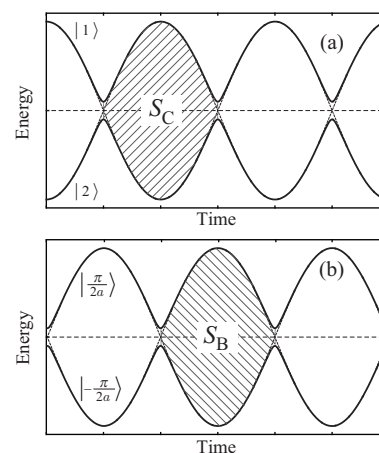 (a)
|1⟩
Energy
S_C
|2⟩
Time
(b)
|π/2a⟩
Energy
S_B
|−π/2a⟩
Time